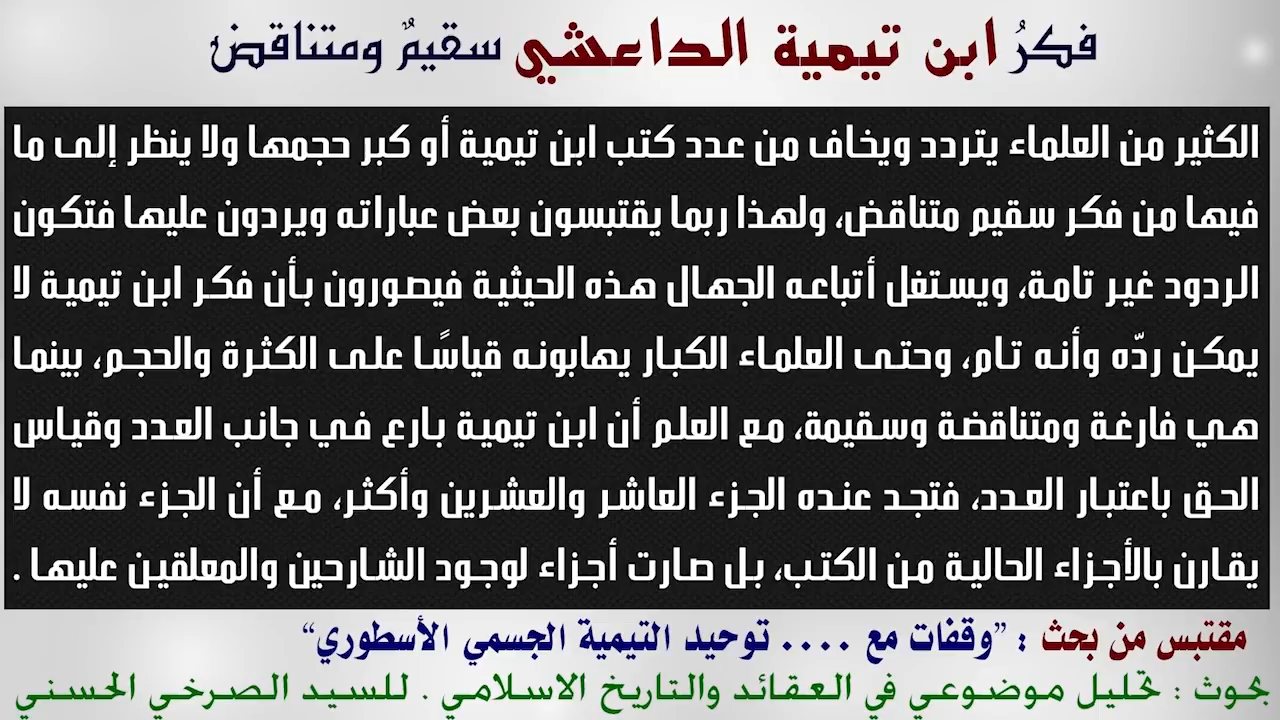 فكرُ ابن تيمية الداعشي سقيمٌ ومتناقض
الكثير من العلماء يتردد ويخاف من عدد كتب ابن تيمية أو كبر حجمها ولا ينظر إلى ما
فيها من فكر سقيم متناقض، ولهذا ربما يقتبسون بعض عباراته ويردون عليها فتكون
الردود غير تامة، ويستغل أتباعه الجهال هذه الحيثية فيصورون بأن فكر ابن تيمية لا
يمكن ردّه وأنه تام، وحتى العلماء الكبار يهابونه قياسًا على الكثرة والحجم، بينما
هي فارغة ومتناقضة وسقيمة، مع العلم أن ابن تيمية بارع في جانب العدد وقياس
الحق باعتبار العدد، فتجد عنده الجزء العاشر والعشرين وأكثر، مع أن الجزء نفسه لا
يقارن بالأجزاء الحالية من الكتب، بل صارت أجزاء لوجود الشارحين والمعلقين عليها .
مقتبس من بحث : ”وقفات مع .... توحيد التيمية الجسمي الأسطوري“
بحوث : تحليل موضوعي في العقائد والتاريخ الاسلامي . للسيد الصرخي الحسني